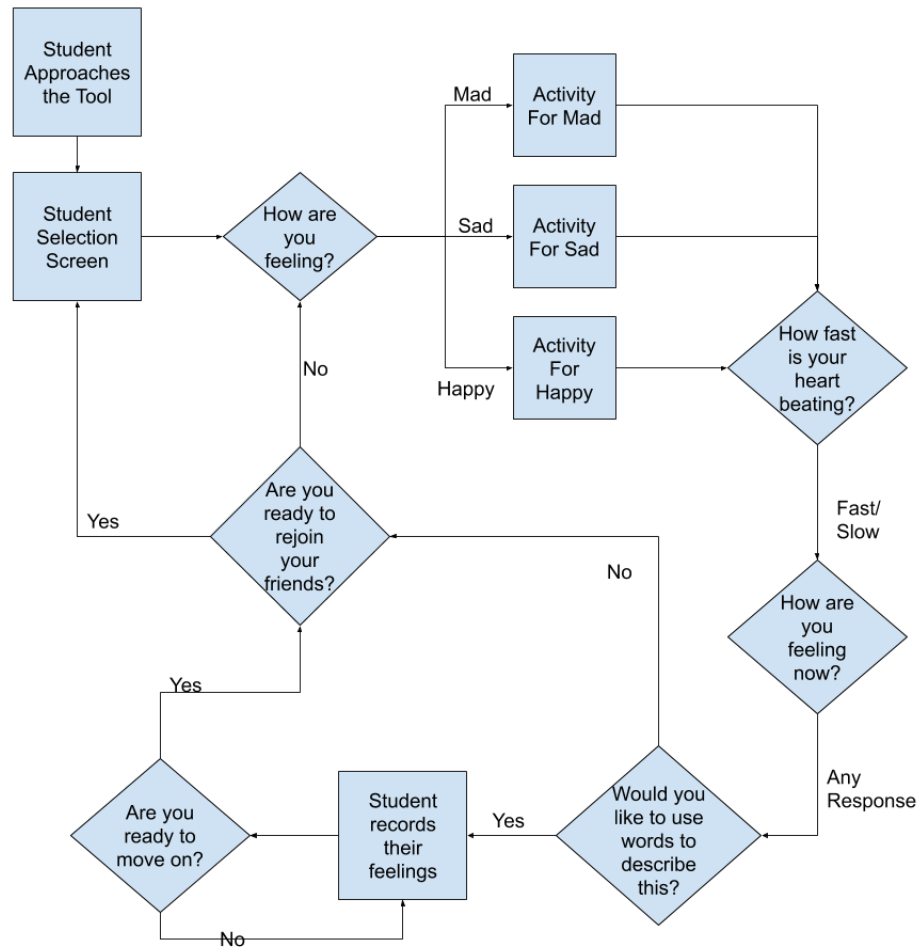 Student
Approaches
the Tool
Student
Selection
Screen
How are
you
feeling?
Mad
Activity
For Mad
Sad
Activity
For Sad
Happy
Activity
For
Happy
How fast
is your
heart
beating?
Fast/
Slow
How are
you
feeling
now?
Any
Response
Would you
like to use
words to
describe
this?
No
Yes
Student
records
their
feelings
Are you
ready to
move on?
No
Yes
Are you
ready to
rejoin
your
friends?
Yes
No